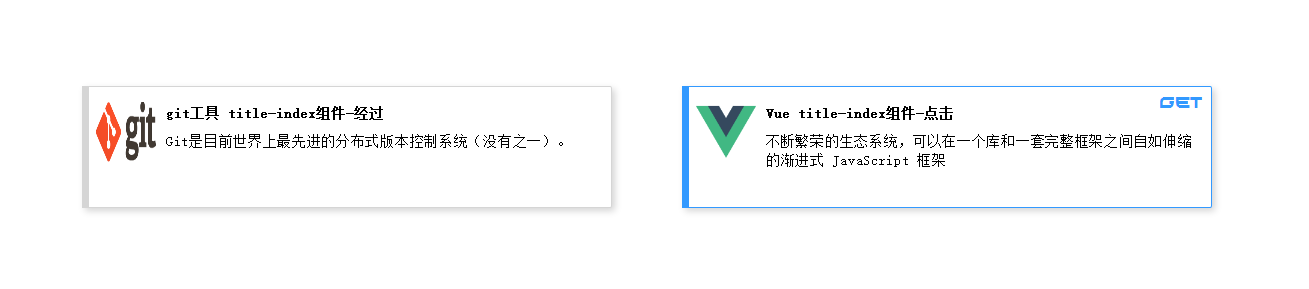 git
git工具 title-index组件-经过
Git是目前世界上最先进的分布式版本控制系统（没有之一）。
GET
Vue title-index组件-点击
不断繁荣的生态系统，可以在一个库和一套完整框架之间自如伸缩
的渐进式 JavaScript 框架